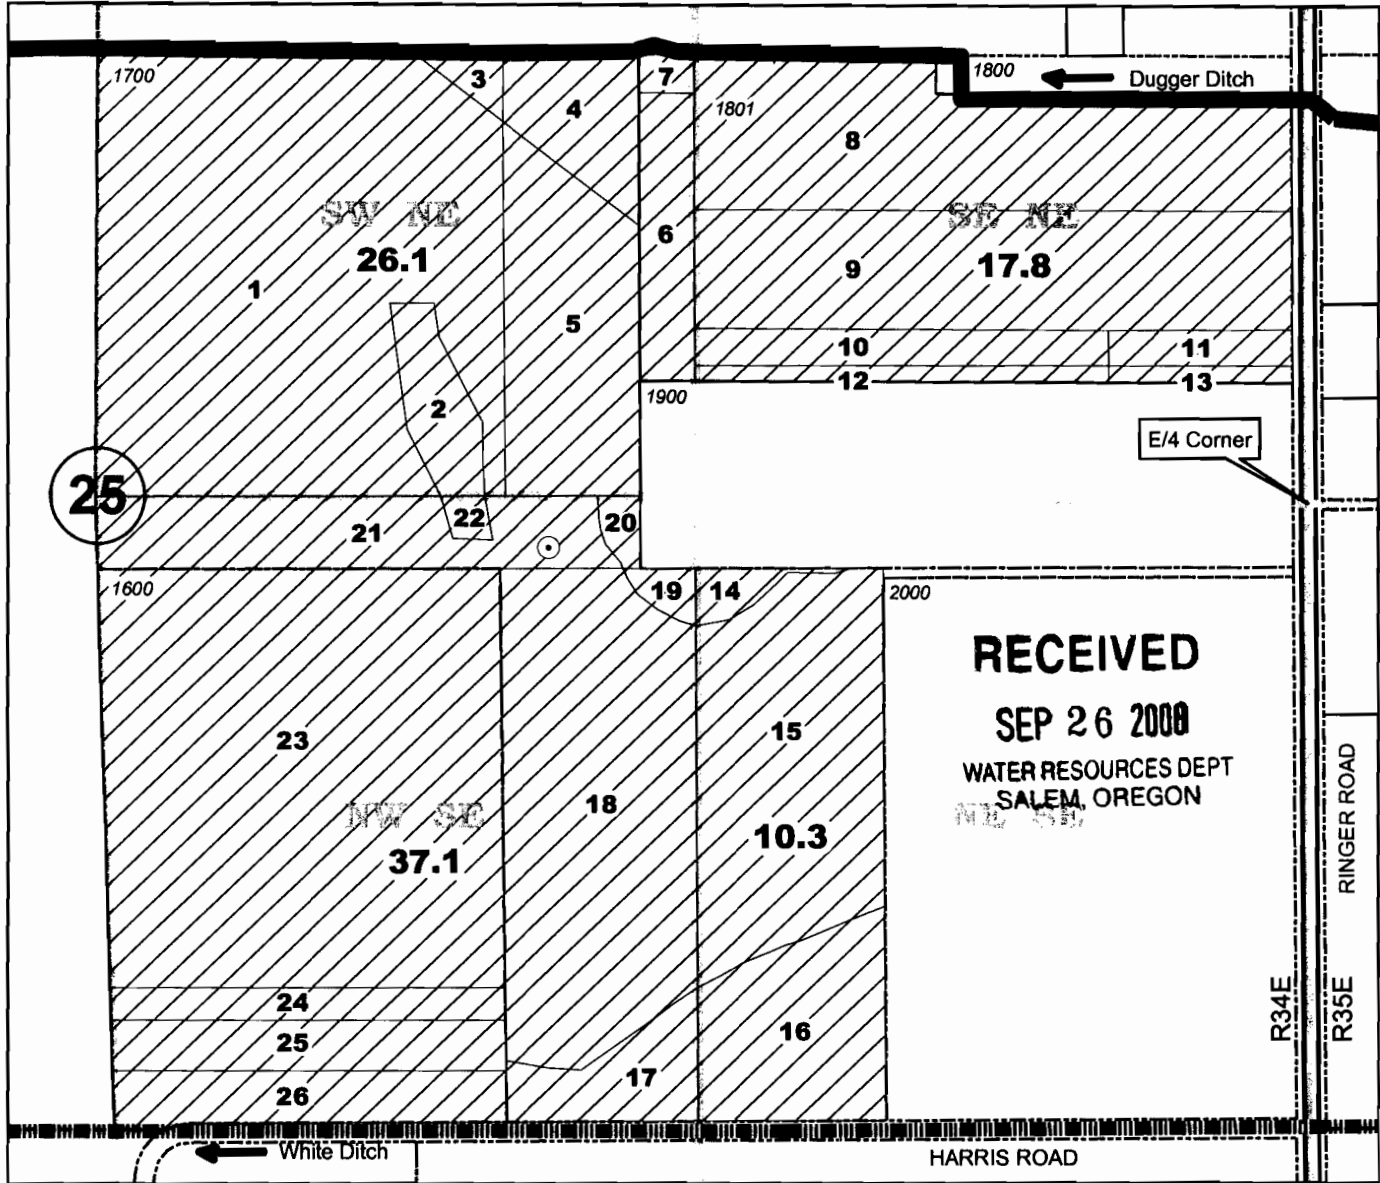 1700
3
7
1800
Dugger Ditch
4
1801
8
SW NE
26.1
6
SE NE
17.8
1
9
5
10
11
12
13
2
1900
E/4 Corner
25
22
20
21
1600
19
14
2000
RECEIVED
SEP 26 2008
WATER RESOURCES DEPT
SALEM, OREGON
23
15
18
NW SE
37.1
10.3
NE SE
RINGER ROAD
24
25
26
16
17
R34E
R35E
White Ditch
HARRIS ROAD